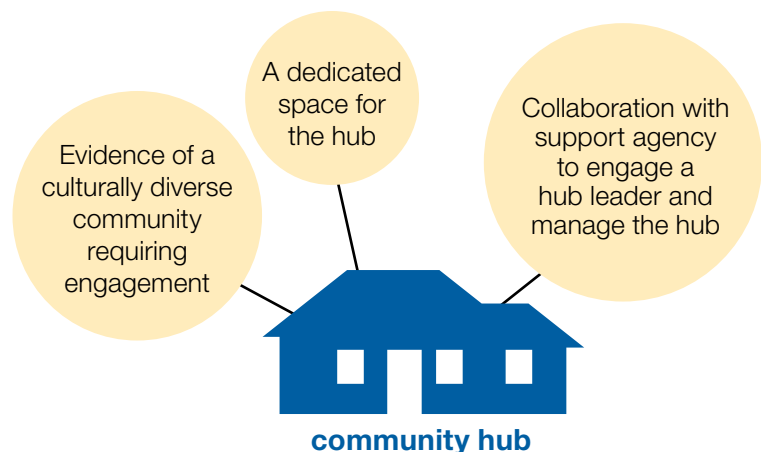 Evidence of a
culturally diverse
community
requiring
engagement
A dedicated
space for
the hub
Collaboration with
support agency
to engage a
hub leader and
manage the hub
community hub